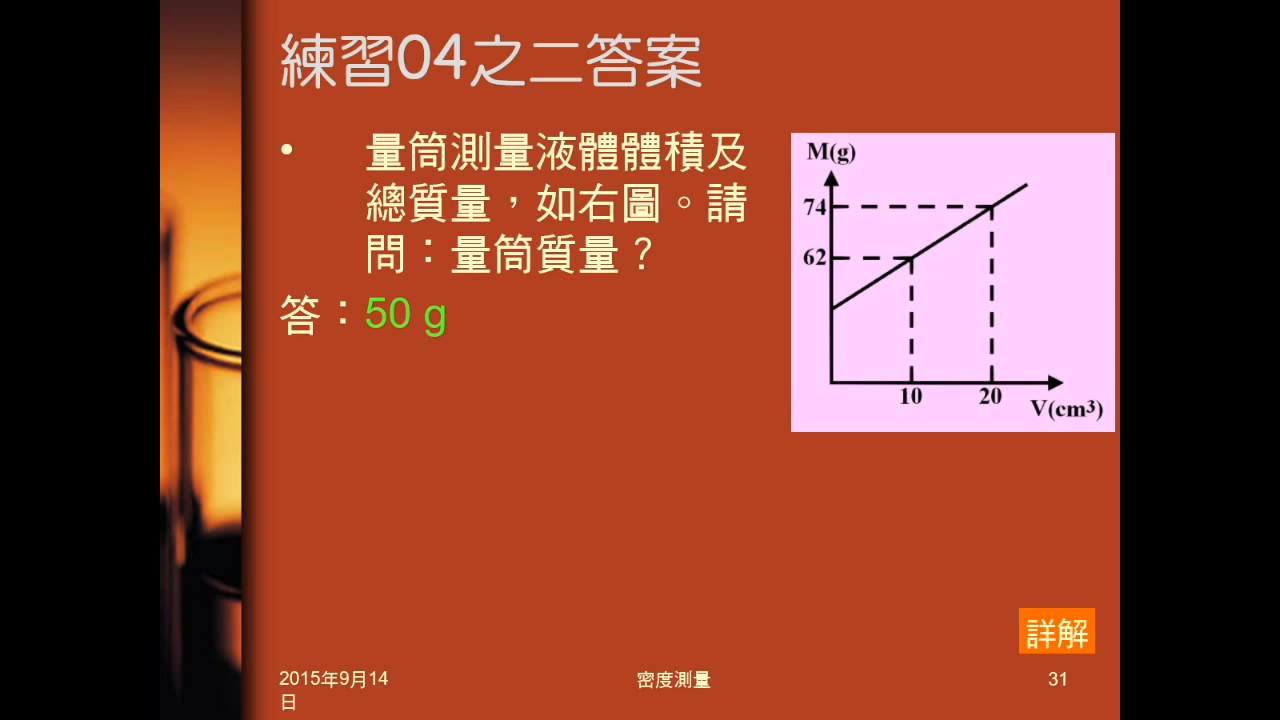 練習04之二答案
• 量筒測量液體體積及
總質量，如右圖。請
問：量筒質量？
答：50 g
M(g)
74
62
10 20
V(cm³)
詳解
2015年9月14
日
密度測量
31